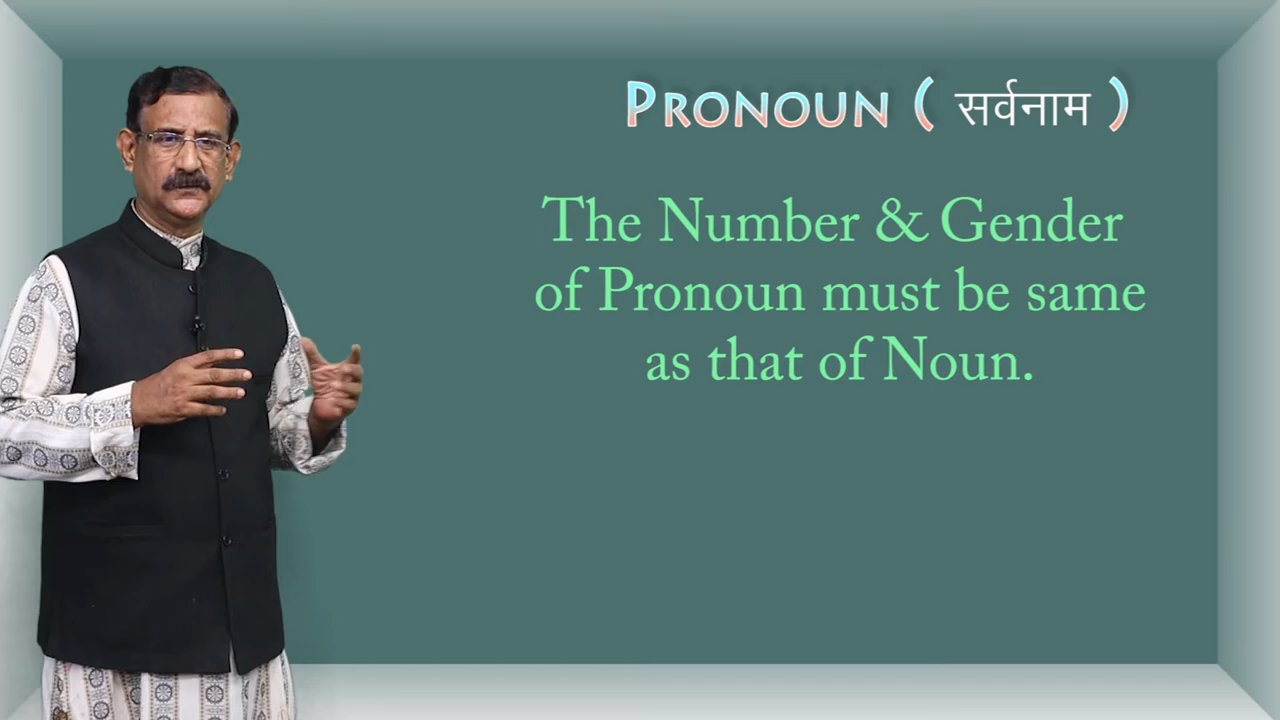 PRONOUN ( सर्वनाम )
The Number & Gender
of Pronoun must be same
as that of Noun.